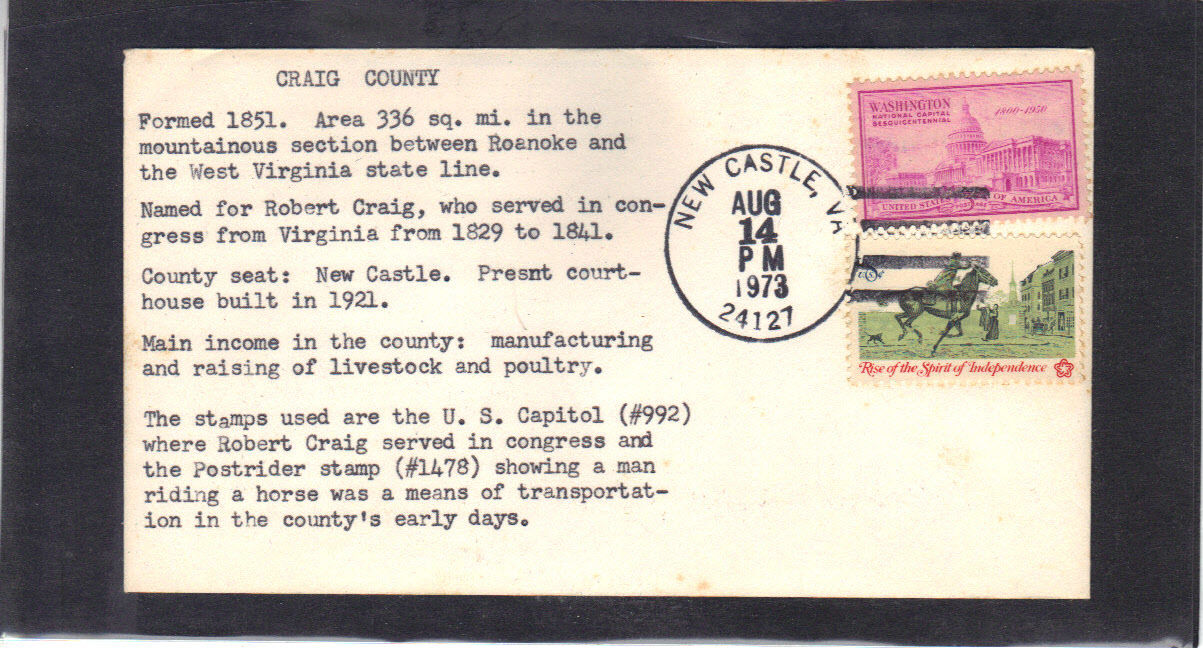 CRAIG COUNTY
Formed 1851. Area 336 sq. mi. in the
mountainous section between Roanoke and
the West Virginia state line.
Named for Robert Craig, who served in con-
gress from Virginia from 1829 to 1841.
County seat: New Castle. Presnt court-
house built in 1921.
Main income in the county: manufacturing
and raising of livestock and poultry.
The stamps used are the U. S. Capitol (#992)
where Robert Craig served in congress and
the Postrider stamp (#1478) showing a man
riding a horse was a means of transportat-
ion in the county's early days.
NEW CASTLE, VA
AUG
14
PM
1973
24127
WASHINGTON
NATIONAL CAPITAL
SESQUICENTENNIAL
1800-1950
UNITED STATES OF AMERICA
Rise of the Spirit of Independence